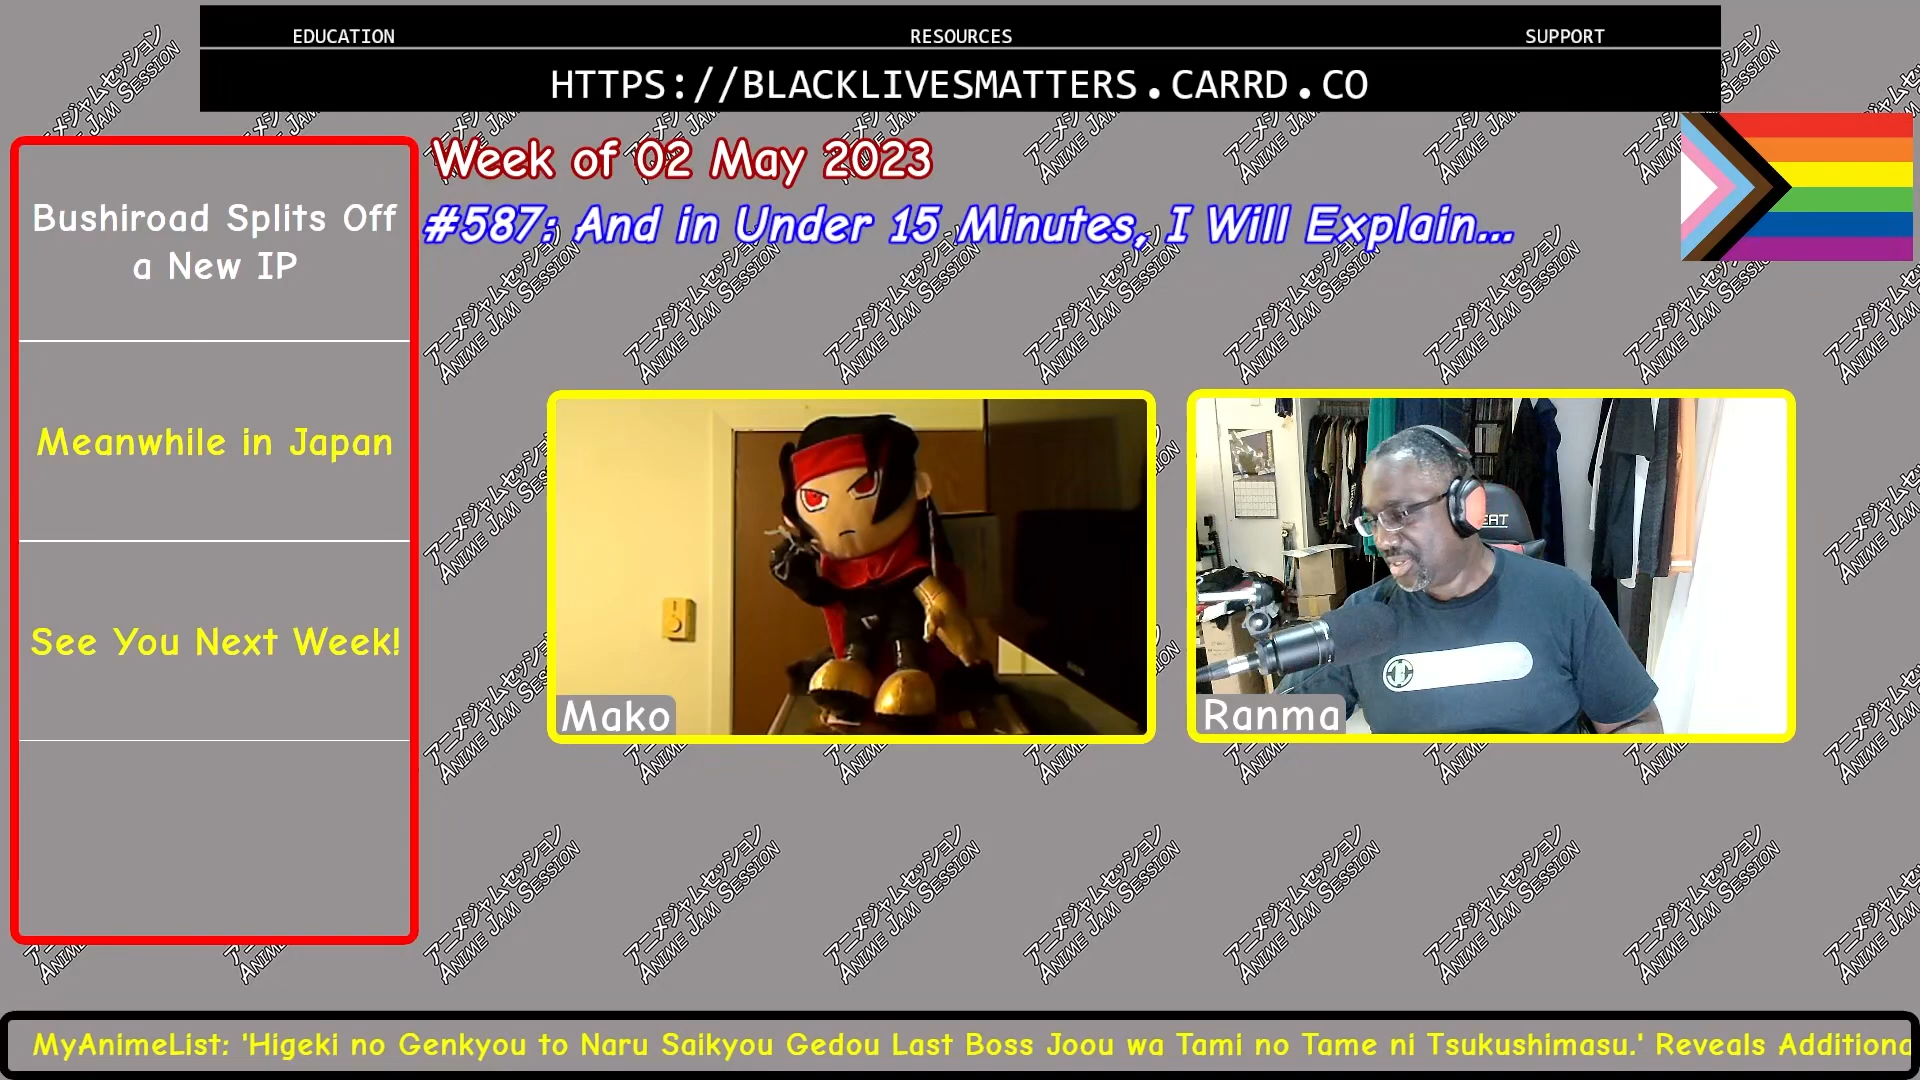 EDUCATION RESOURCES SUPPORT
HTTPS://BLACKLIVESMATTERS.CARRD.CO
Week of 02 May 2023
#587: And in Under 15 Minutes, I Will Explain...
Bushiroad Splits Off
a New IP
Meanwhile in Japan
See You Next Week!
Mako
Ranma
アニメジャムセッション
ANIME JAM SESSION
MyAnimeList: 'Higeki no Genkyou to Naru Saikyou Gedou Last Boss Joou wa Tami no Tame ni Tsukushimasu.' Reveals Additiona